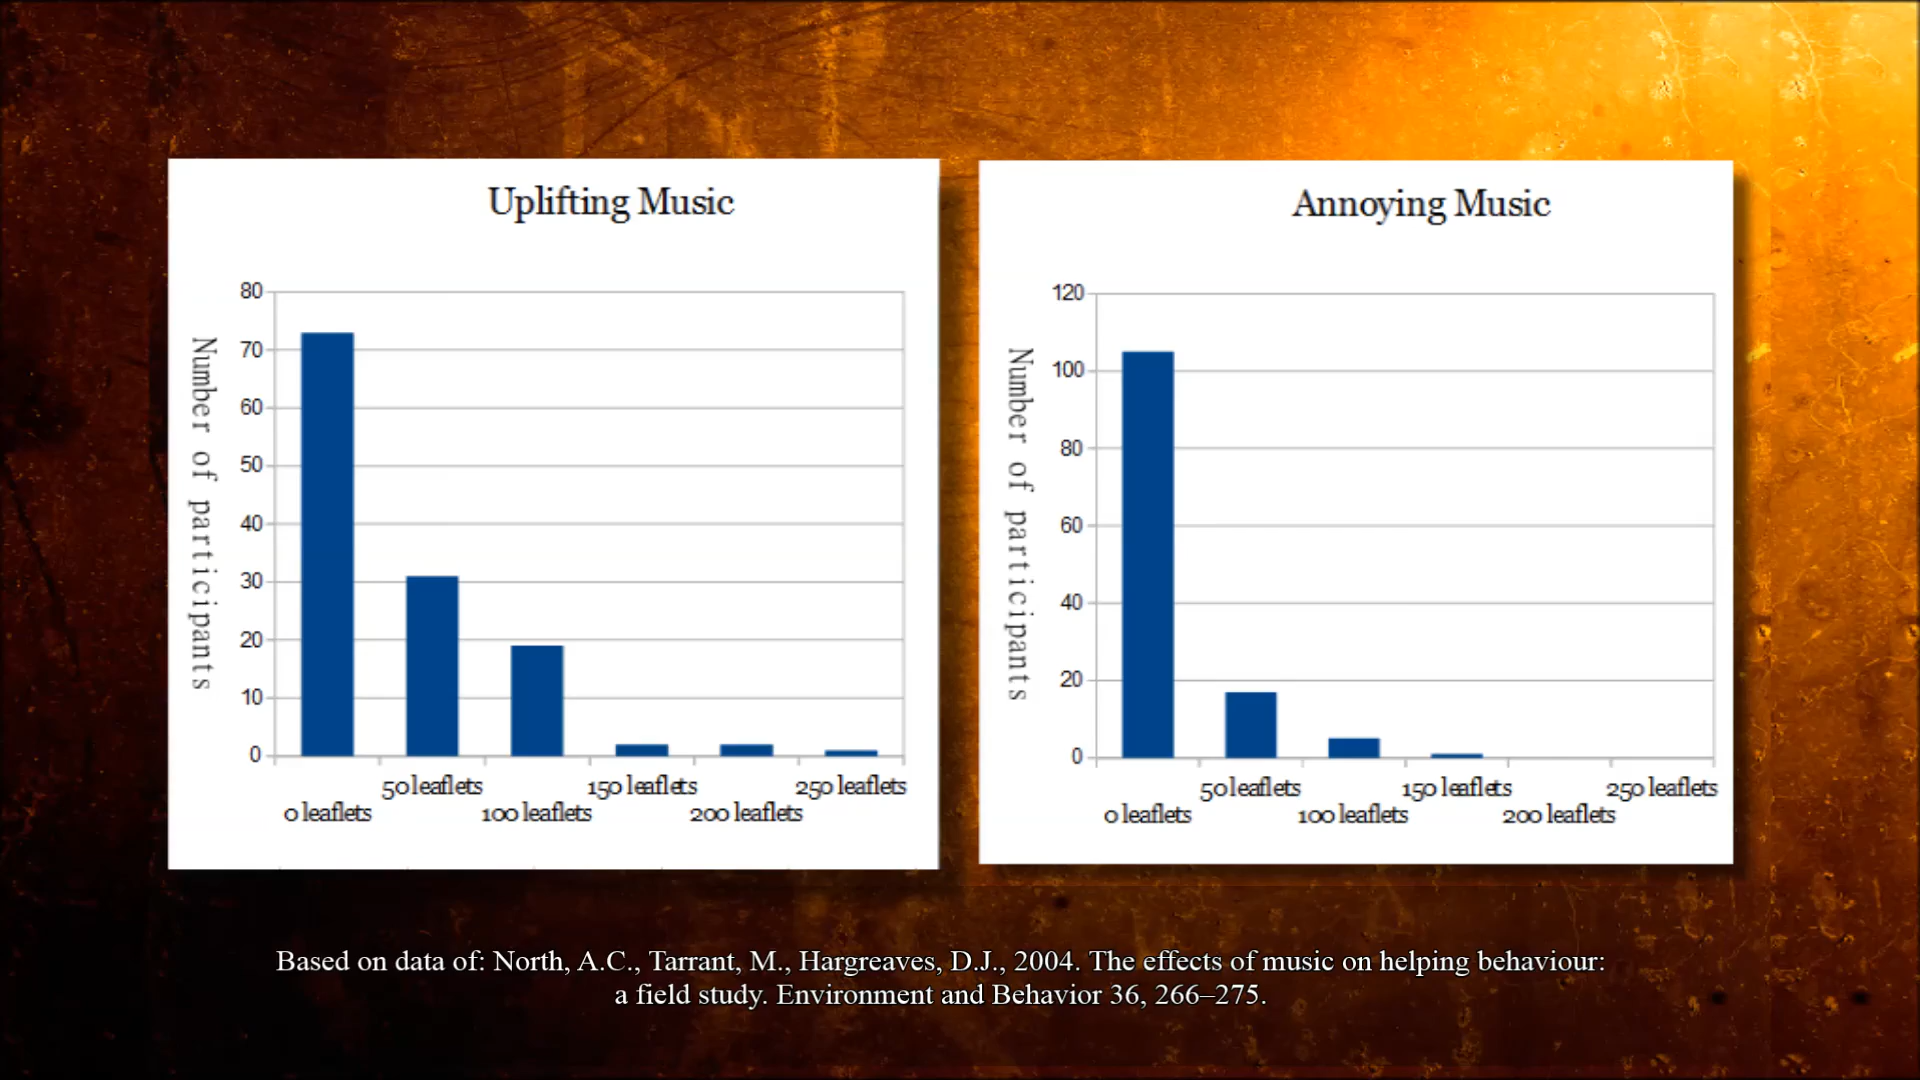 Uplifting Music
Number of participants
80
70
60
50
40
30
20
10
0
0 leaflets
50 leaflets
100 leaflets
150 leaflets
200 leaflets
250 leaflets
Annoying Music
Number of participants
120
100
80
60
40
20
0
0 leaflets
50 leaflets
100 leaflets
150 leaflets
200 leaflets
250 leaflets
Based on data of: North, A.C., Tarrant, M., Hargreaves, D.J., 2004. The effects of music on helping behaviour:
a field study. Environment and Behavior 36, 266–275.